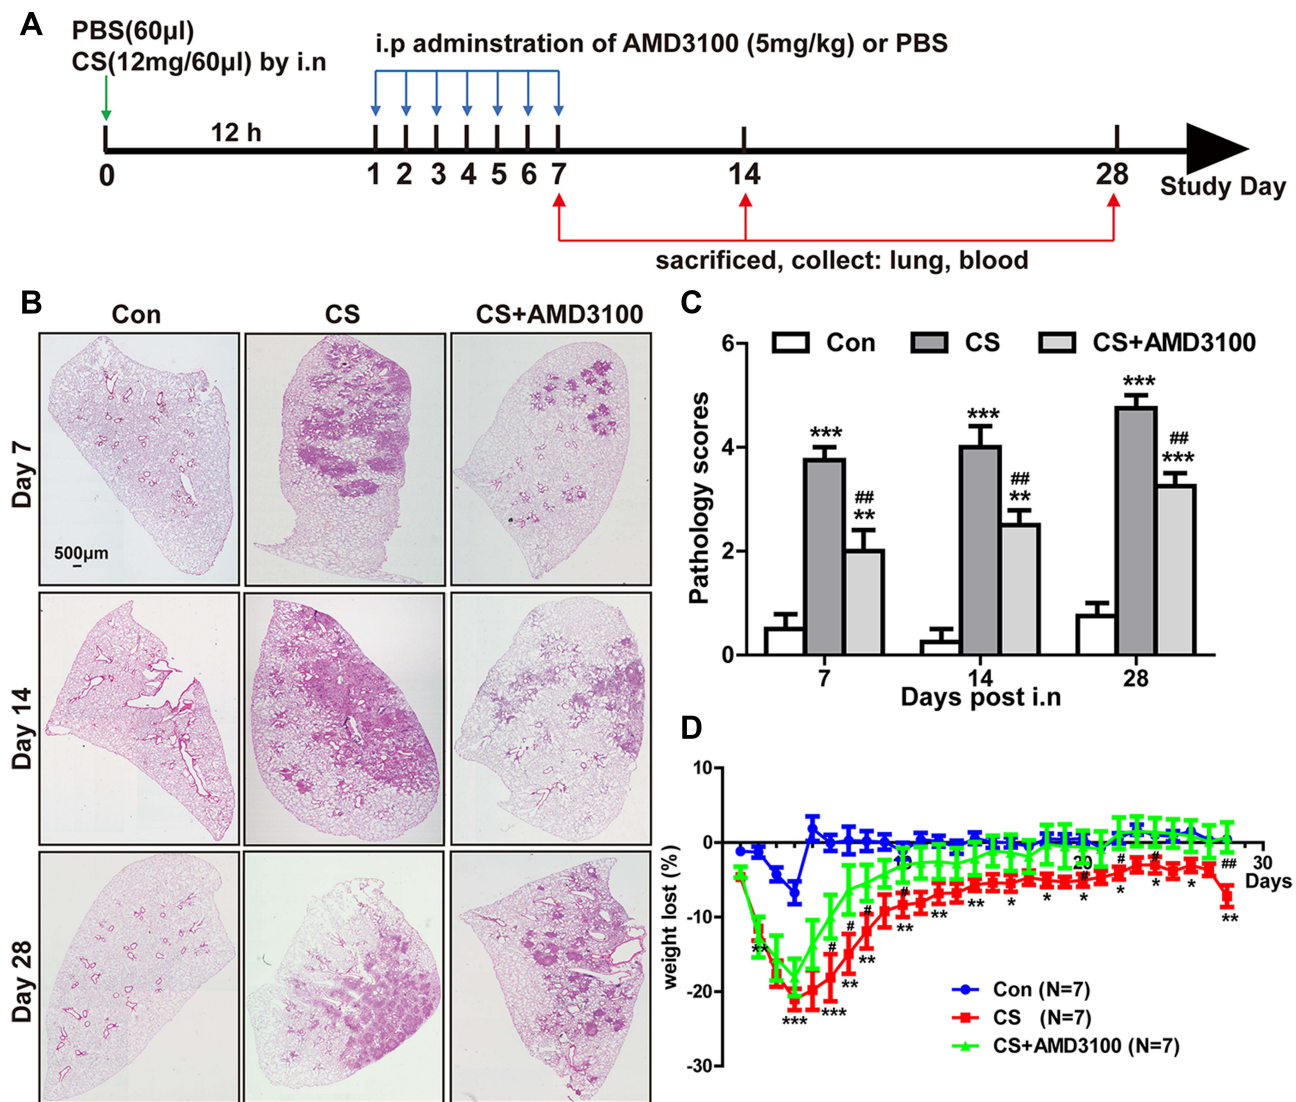 A
PBS(60µl)
CS(12mg/60µl) by i.n
i.p adminstration of AMD3100 (5mg/kg) or PBS
12 h
0 1 2 3 4 5 6 7 14 28
Study Day
sacrificed, collect: lung, blood
B
Con CS CS+AMD3100
Day 7
500µm
Day 14
Day 28
C
Con CS CS+AMD3100
Pathology scores
6
4
2
0
*** ## ** *** ## ** *** ## ***
7 14 28
Days post i.n
D
weight lost (%)
10
0
-10
-20
-30
10 20 30
Days
# # # ##
** # # # ** ** ** * * * * * * **
# ** **
*** ***
Con (N=7)
CS (N=7)
CS+AMD3100 (N=7)